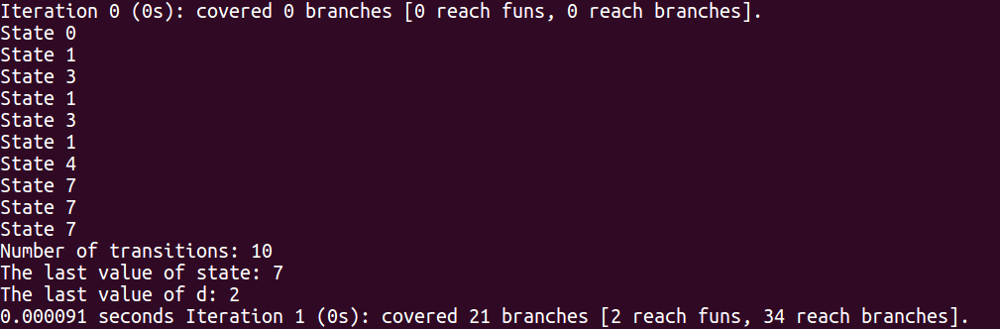 Iteration 0 (0s): covered 0 branches [0 reach funs, 0 reach branches].
State 0
State 1
State 3
State 1
State 3
State 1
State 4
State 7
State 7
State 7
Number of transitions: 10
The last value of state: 7
The last value of d: 2
0.000091 seconds Iteration 1 (0s): covered 21 branches [2 reach funs, 34 reach branches].